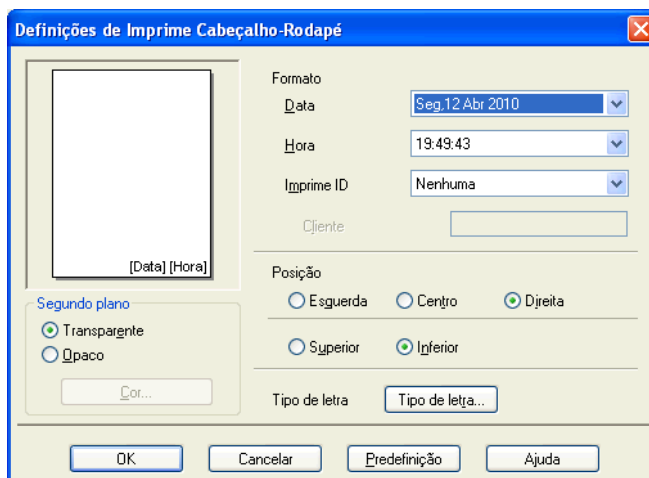 Definições de Imprime Cabeçalho-Rodapé
Formato
Data Seg,12 Abr 2010
Hora 19:49:43
Imprime ID Nenhuma
Cliente
[Data] [Hora]
Posição
Esguerda Centro Direita
Superior Inferior
Tipo de letra Tipo de letra...
Segundo plano
Transparente
Opaco
Cor...
OK Cancelar Predefinição Ajuda